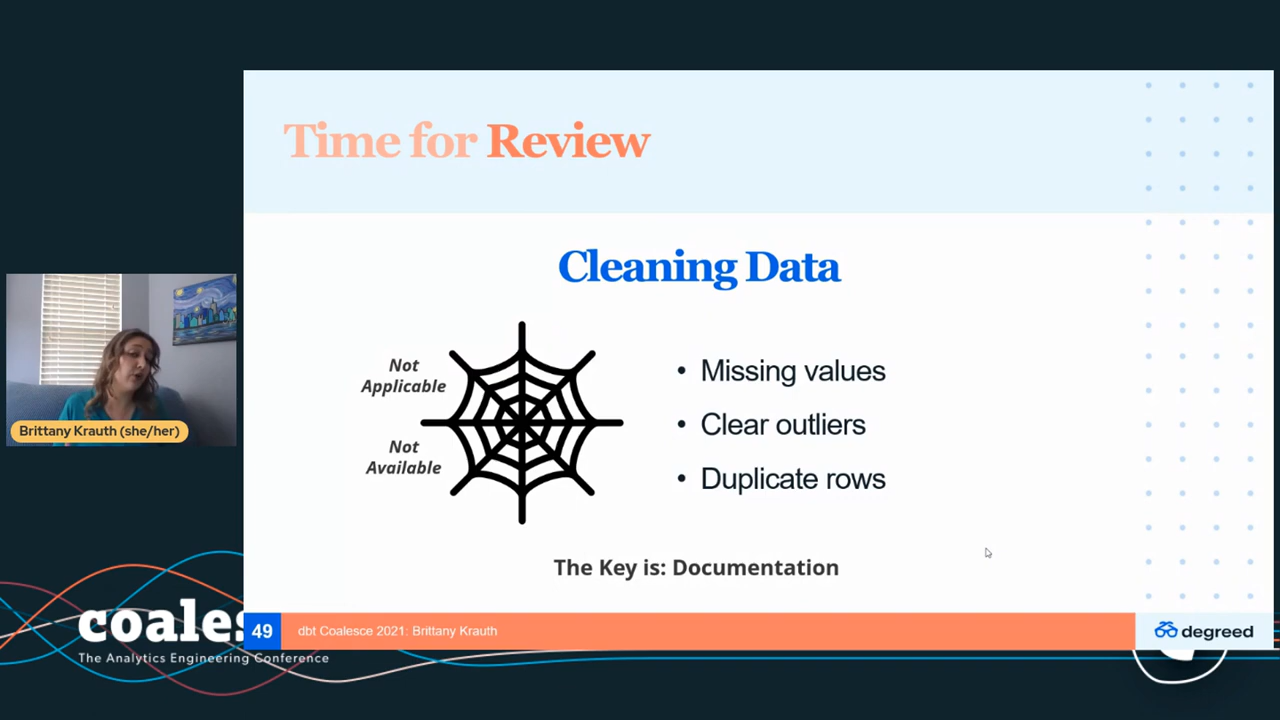 Time for Review
Cleaning Data
Not
Applicable
Not
Available
• Missing values
• Clear outliers
• Duplicate rows
The Key is: Documentation
Brittany Krauth (she/her)
coales
The Analytics Engineering Conference
49
dbt Coalesce 2021: Brittany Krauth
degreed